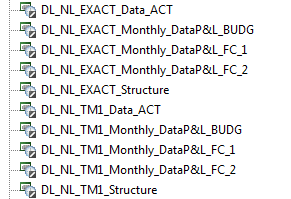 DL_NL_EXACT_Data_ACT
DL_NL_EXACT_Monthly_DataP&L_BUDG
DL_NL_EXACT_Monthly_DataP&L_FC_1
DL_NL_EXACT_Monthly_DataP&L_FC_2
DL_NL_EXACT_Structure
DL_NL_TM1_Data_ACT
DL_NL_TM1_Monthly_DataP&L_BUDG
DL_NL_TM1_Monthly_DataP&L_FC_1
DL_NL_TM1_Monthly_DataP&L_FC_2
DL_NL_TM1_Structure